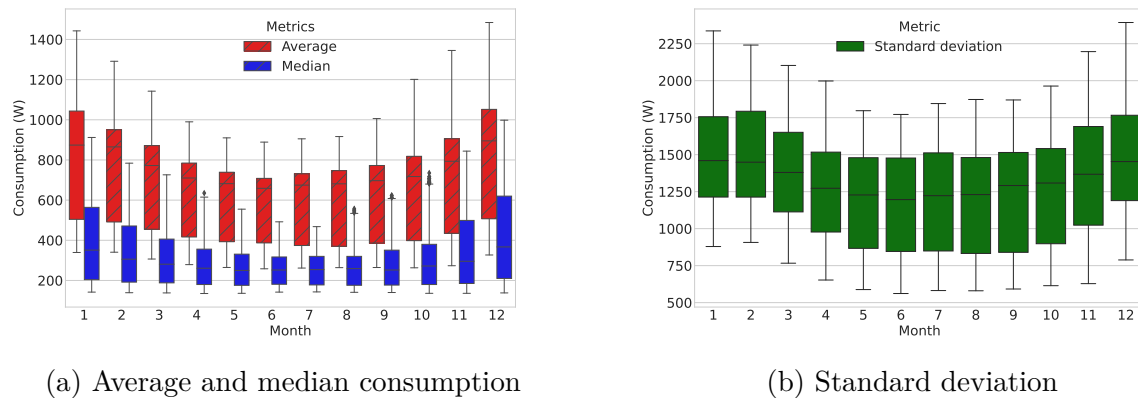 Metrics
Average
Median
Consumption (W)
1400
1200
1000
800
600
400
200
1 2 3 4 5 6 7 8 9 10 11 12
Month
(a) Average and median consumption
Metric
Standard deviation
Consumption (W)
2250
2000
1750
1500
1250
1000
750
500
1 2 3 4 5 6 7 8 9 10 11 12
Month
(b) Standard deviation